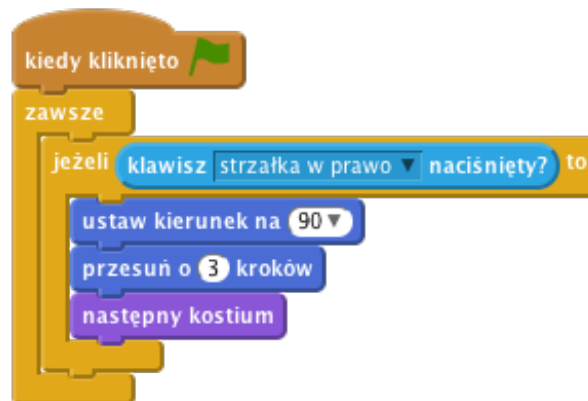 kiedy kliknięto
zawsze
jeżeli klawisz strzałka w prawo naciśnięty? to
ustaw kierunek na 90
przesuń o 3 kroków
następny kostium